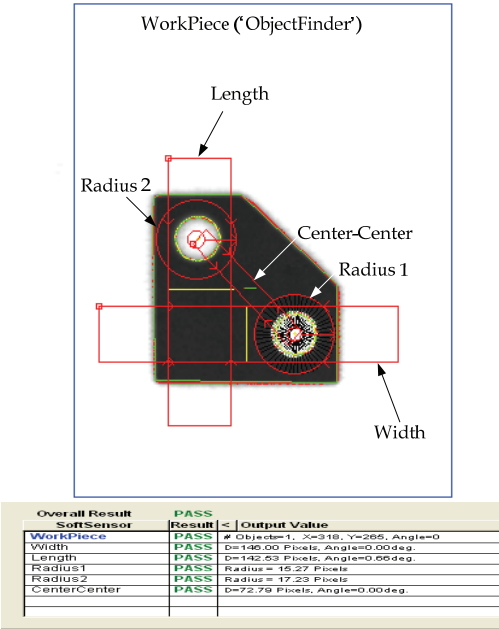 WorkPiece (‘ObjectFinder’)
Length
Radius 2
Center-Center
Radius 1
Width
Overall Result PASS
SoftSensor Result < Output Value
WorkPiece PASS # Objects=1, X=318, Y=265, Angle=0
Width PASS D=146.00 Pixels, Angle=0.00deg.
Length PASS D=142.53 Pixels, Angle=0.66deg.
Radius1 PASS Radius = 15.27 Pixels
Radius2 PASS Radius = 17.23 Pixels
CenterCenter PASS D=72.79 Pixels, Angle=0.00deg.